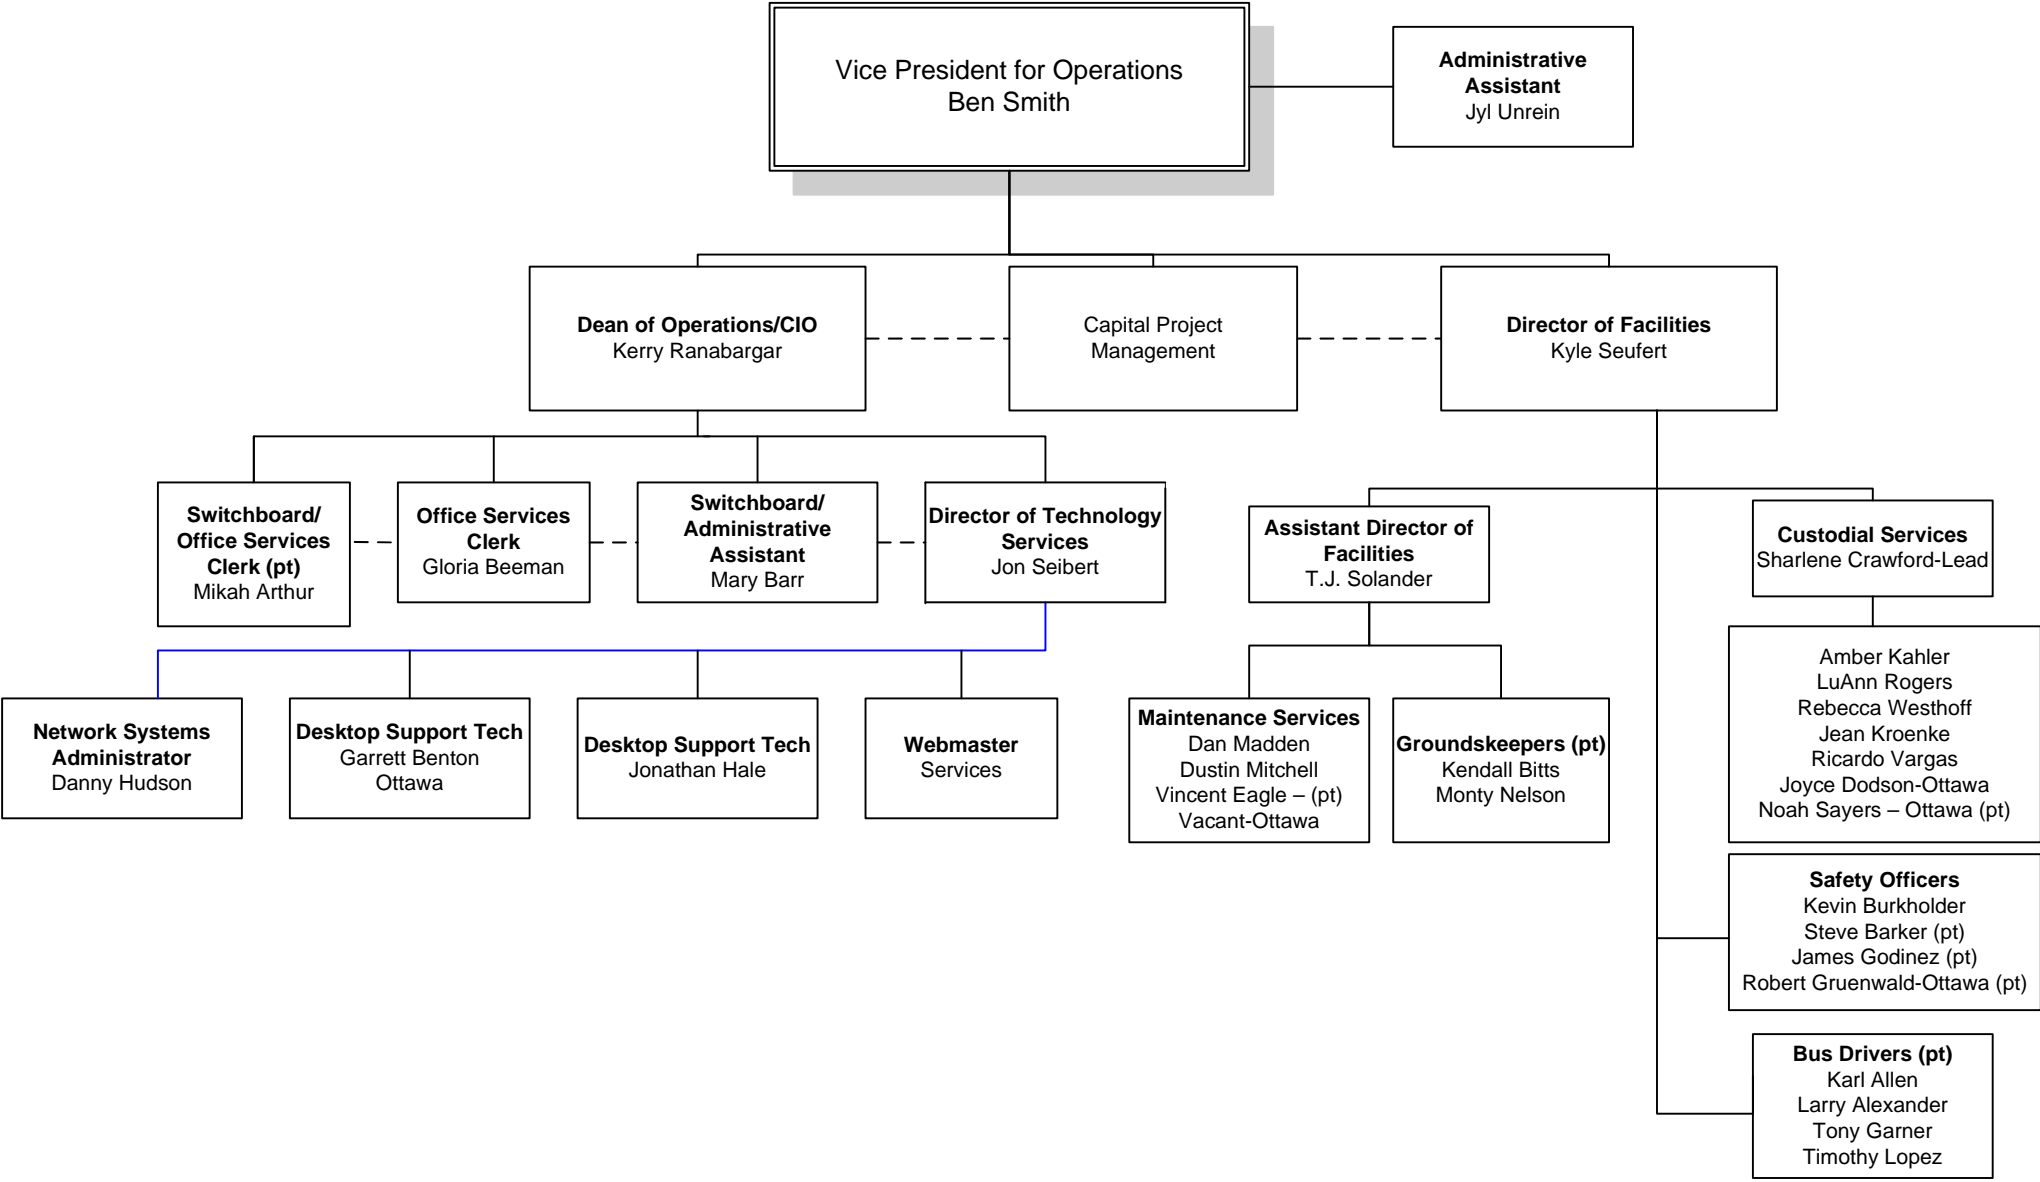 Vice President for Operations
Ben Smith
Administrative
Assistant
Jyl Unrein
Dean of Operations/CIO
Kerry Ranabargar
Capital Project
Management
Director of Facilities
Kyle Seufert
Switchboard/
Office Services
Clerk (pt)
Mikah Arthur
Office Services
Clerk
Gloria Beeman
Switchboard/
Administrative
Assistant
Mary Barr
Director of Technology
Services
Jon Seibert
Assistant Director of
Facilities
T.J. Solander
Custodial Services
Sharlene Crawford-Lead
Amber Kahler
LuAnn Rogers
Rebecca Westhoff
Jean Kroenke
Ricardo Vargas
Joyce Dodson-Ottawa
Noah Sayers – Ottawa (pt)
Network Systems
Administrator
Danny Hudson
Desktop Support Tech
Garrett Benton
Ottawa
Desktop Support Tech
Jonathan Hale
Webmaster
Services
Maintenance Services
Dan Madden
Dustin Mitchell
Vincent Eagle – (pt)
Vacant-Ottawa
Groundskeepers (pt)
Kendall Bitts
Monty Nelson
Safety Officers
Kevin Burkholder
Steve Barker (pt)
James Godinez (pt)
Robert Gruenwald-Ottawa (pt)
Bus Drivers (pt)
Karl Allen
Larry Alexander
Tony Garner
Timothy Lopez